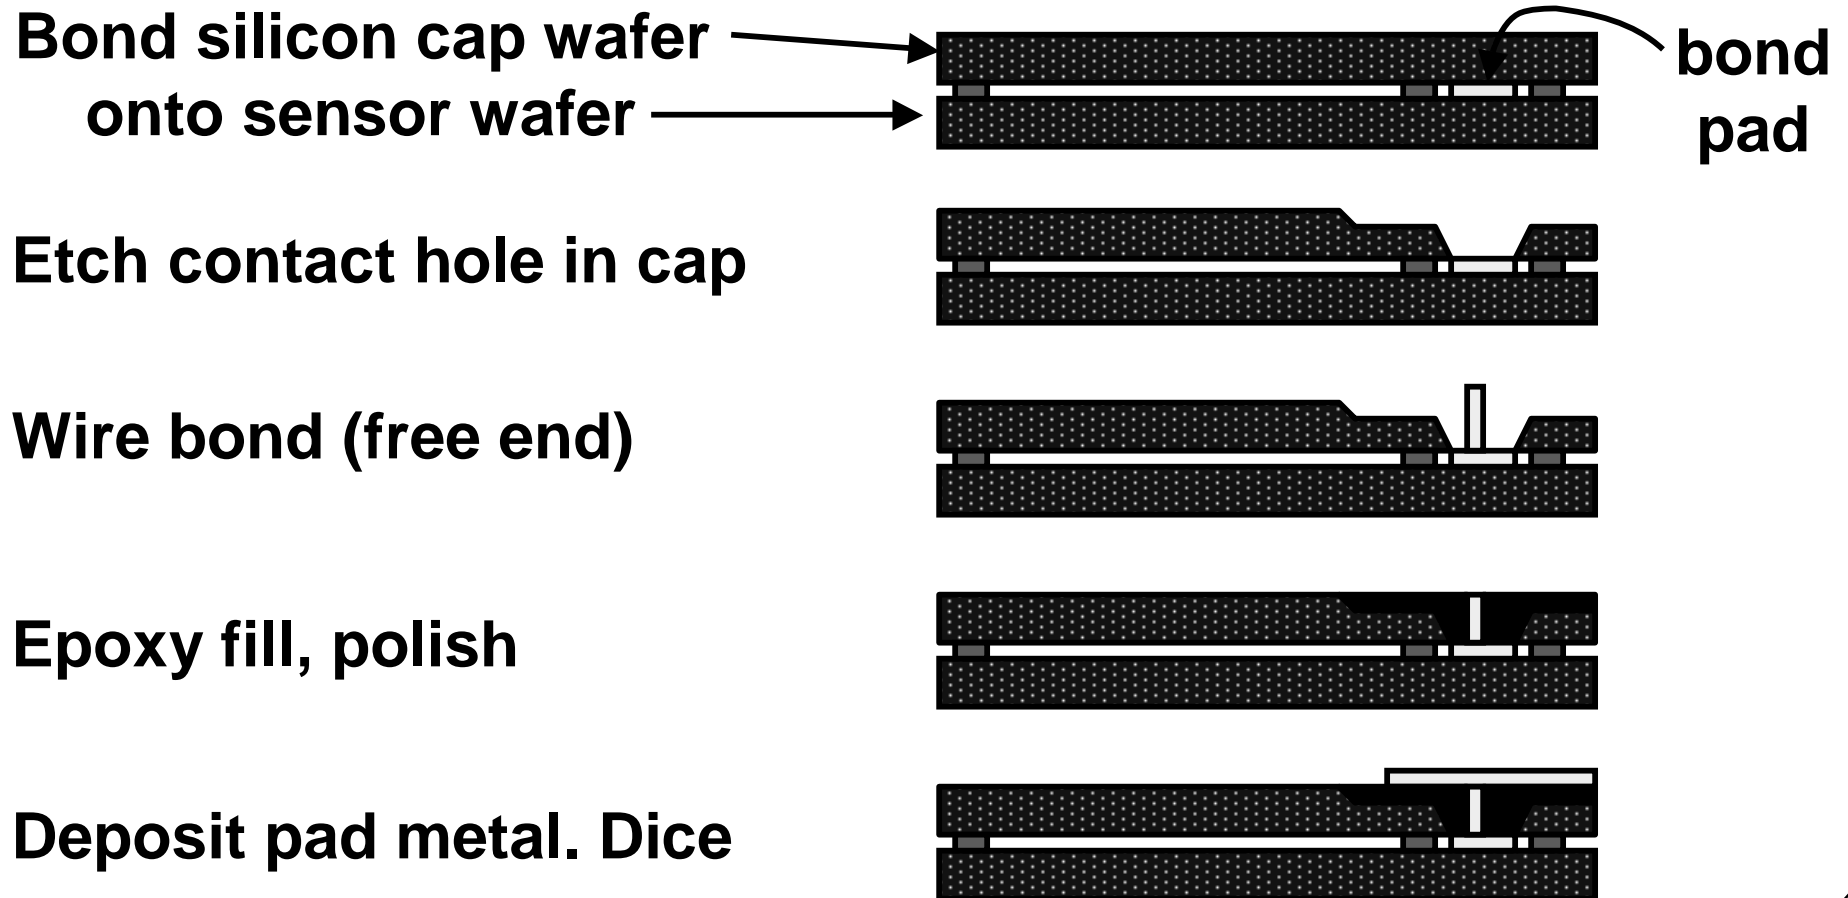 Bond silicon cap wafer
onto sensor wafer
bond
pad
Etch contact hole in cap
Wire bond (free end)
Epoxy fill, polish
Deposit pad metal. Dice